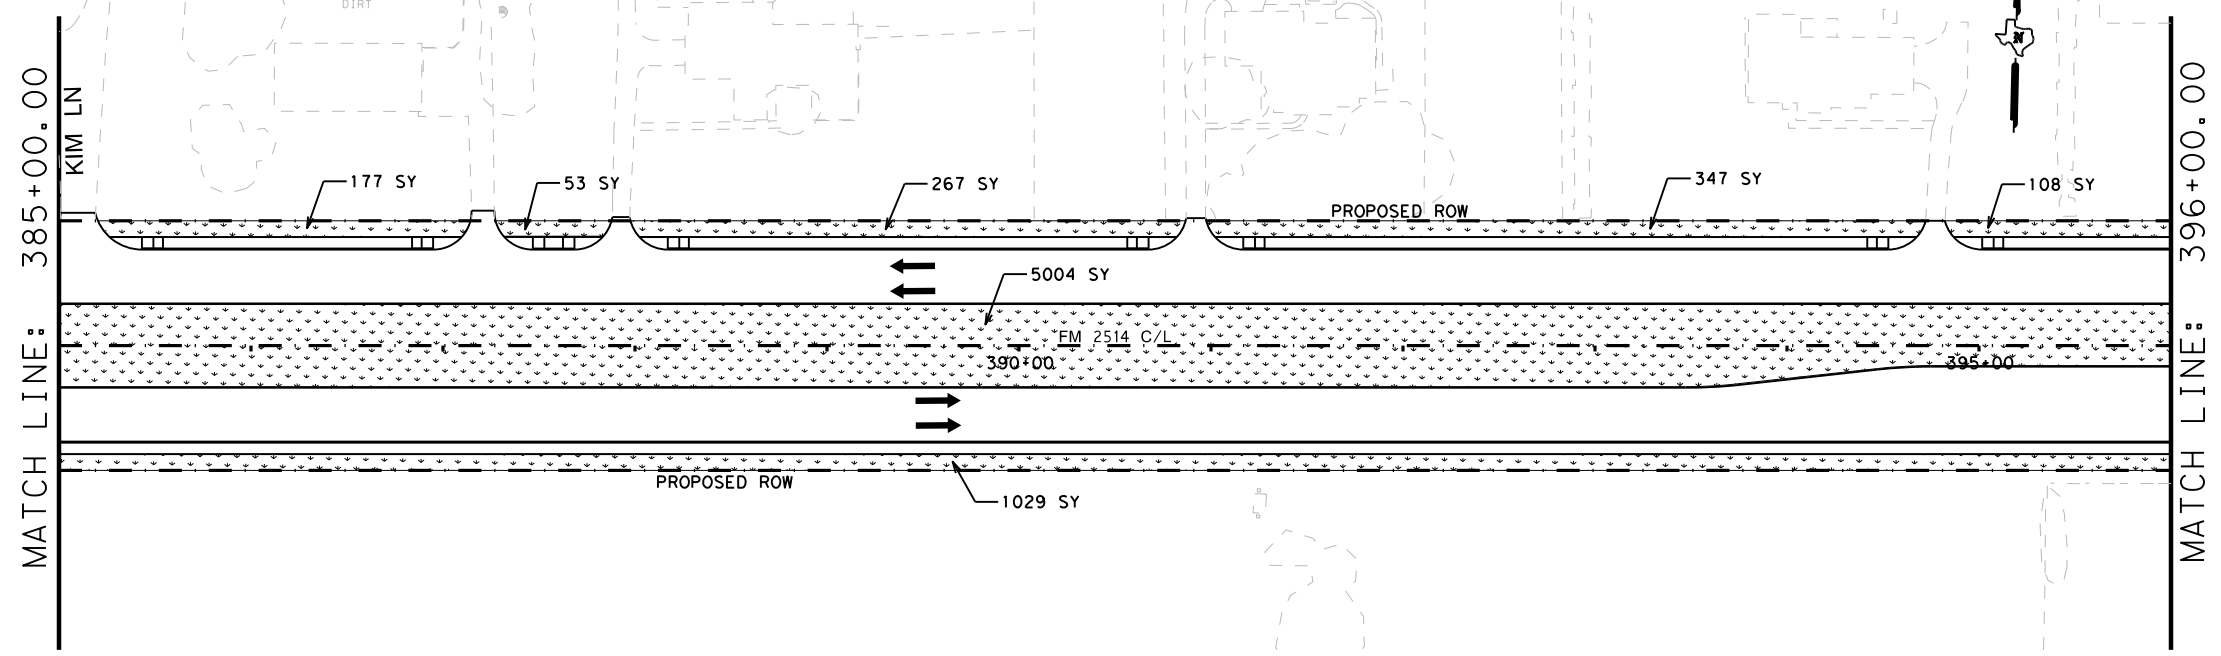 DIRT
N
385+00.00
KIM LN
396+00.00
177 SY
53 SY
267 SY
347 SY
108 SY
PROPOSED ROW
5004 SY
FM 2514 C/L
390+00
395+00
MATCH LINE:
MATCH LINE:
PROPOSED ROW
1029 SY